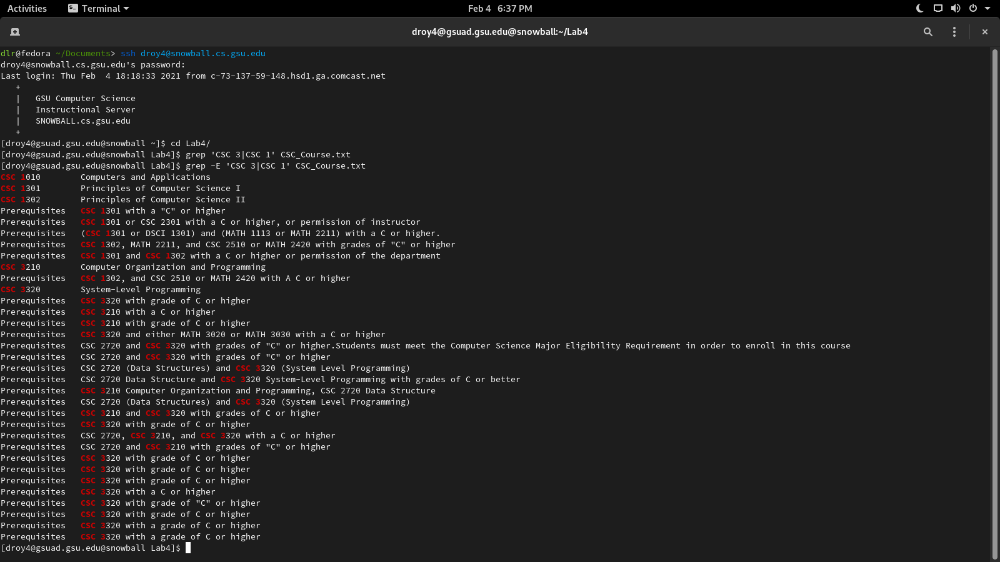 Activities Terminal Feb 4 6:37 PM
droy4@gsuad.gsu.edu@snowball:~/Lab4
dlr@fedora ~/Documents> ssh droy4@snowball.cs.gsu.edu
droy4@snowball.cs.gsu.edu's password:
Last login: Thu Feb  4 18:18:33 2021 from c-73-137-59-148.hsd1.ga.comcast.net
+
|   GSU Computer Science
|   Instructional Server
|   SNOWBALL.cs.gsu.edu
+
[droy4@gsuad.gsu.edu@snowball ~]$ cd Lab4/
[droy4@gsuad.gsu.edu@snowball Lab4]$ grep 'CSC 3|CSC 1' CSC_Course.txt
[droy4@gsuad.gsu.edu@snowball Lab4]$ grep -E 'CSC 3|CSC 1' CSC_Course.txt
CSC 1010        Computers and Applications
CSC 1301        Principles of Computer Science I
CSC 1302        Principles of Computer Science II
Prerequisites   CSC 1301 with a "C" or higher
Prerequisites   CSC 1301 or CSC 2301 with a C or higher, or permission of instructor
Prerequisites   (CSC 1301 or DSCI 1301) and (MATH 1113 or MATH 2211) with a C or higher.
Prerequisites   CSC 1302, MATH 2211, and CSC 2510 or MATH 2420 with grades of "C" or higher
Prerequisites   CSC 1301 and CSC 1302 with a C or higher or permission of the department
CSC 3210        Computer Organization and Programming
Prerequisites   CSC 1302, and CSC 2510 or MATH 2420 with A C or higher
CSC 3320        System-Level Programming
Prerequisites   CSC 3320 with grade of C or higher
Prerequisites   CSC 3210 with a C or higher
Prerequisites   CSC 3210 with grade of C or higher
Prerequisites   CSC 3320 and either MATH 3020 or MATH 3030 with a C or higher
Prerequisites   CSC 2720 and CSC 3320 with grades of "C" or higher.Students must meet the Computer Science Major Eligibility Requirement in order to enroll in this course
Prerequisites   CSC 2720 and CSC 3320 with grades of "C" or higher
Prerequisites   CSC 2720 (Data Structures) and CSC 3320 (System Level Programming)
Prerequisites   CSC 2720 Data Structure and CSC 3320 System-Level Programming with grades of C or better
Prerequisites   CSC 3210 Computer Organization and Programming, CSC 2720 Data Structure
Prerequisites   CSC 2720 (Data Structures) and CSC 3320 (System Level Programming)
Prerequisites   CSC 3210 and CSC 3320 with grades of C or higher
Prerequisites   CSC 3320 with grade of C or higher
Prerequisites   CSC 2720, CSC 3210, and CSC 3320 with a C or higher
Prerequisites   CSC 2720 and CSC 3210 with grades of "C" or higher
Prerequisites   CSC 3320 with grade of C or higher
Prerequisites   CSC 3320 with grade of C or higher
Prerequisites   CSC 3320 with grade of C or higher
Prerequisites   CSC 3320 with a C or higher
Prerequisites   CSC 3320 with grade of "C" or higher
Prerequisites   CSC 3320 with grade of C or higher
Prerequisites   CSC 3320 with a grade of C or higher
Prerequisites   CSC 3320 with a grade of C or higher
[droy4@gsuad.gsu.edu@snowball Lab4]$